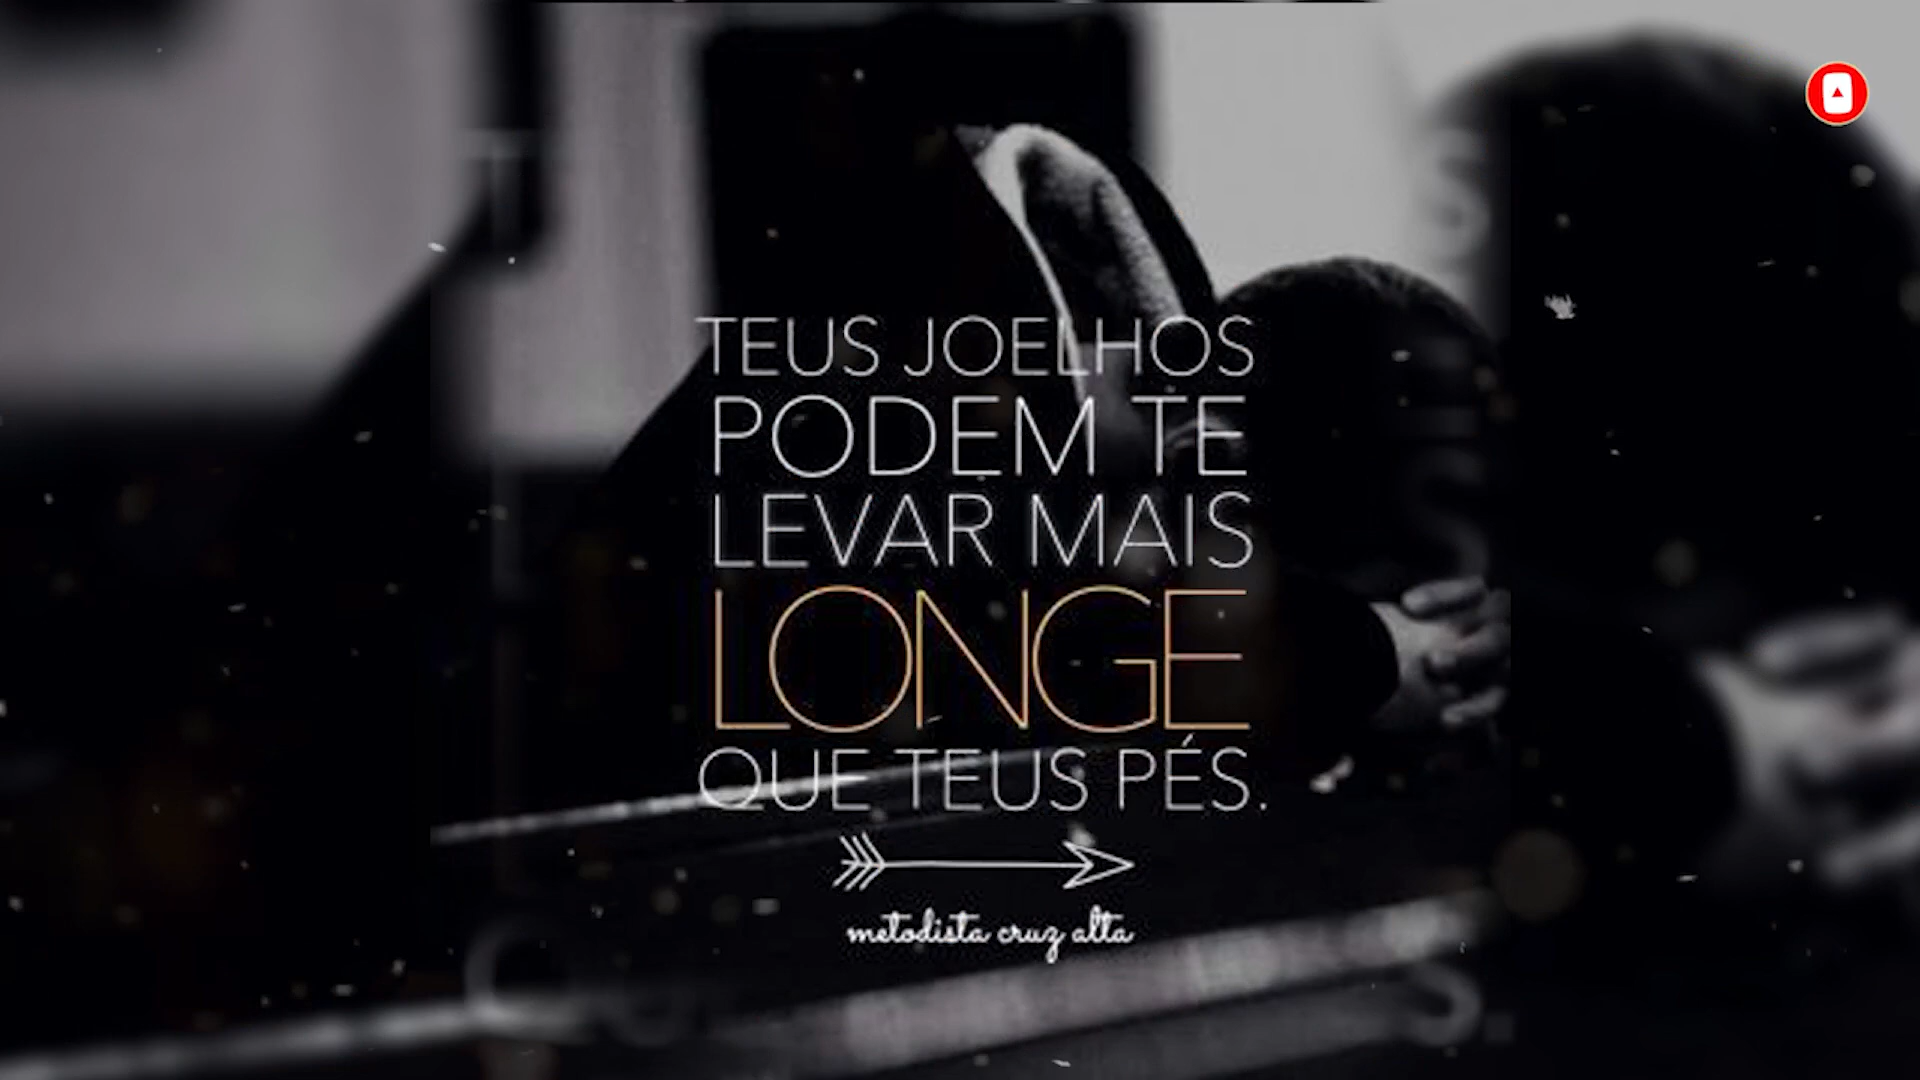 TEUS JOELHOS
PODEM TE
LEVAR MAIS
LONGE
QUE TEUS PÉS.
metodista cruz alta